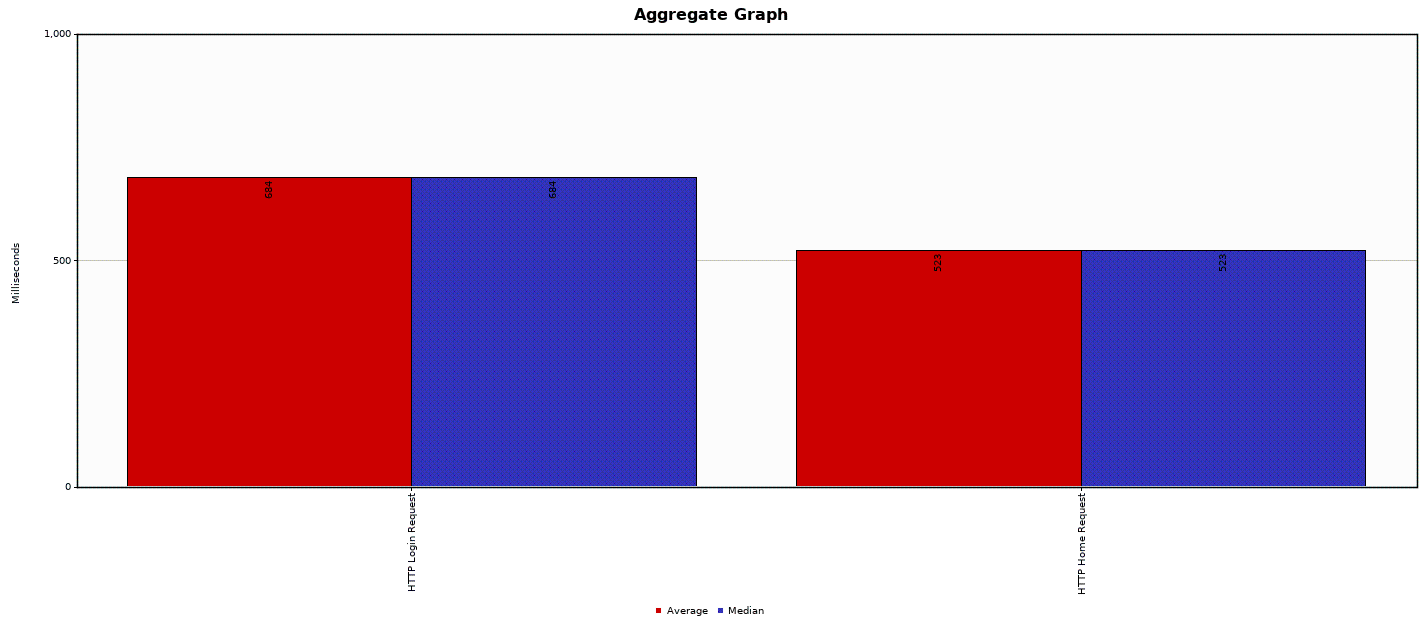 Aggregate Graph
1,000
500
0
Milliseconds
684
684
523
523
HTTP Login Request
HTTP Home Request
Average
Median